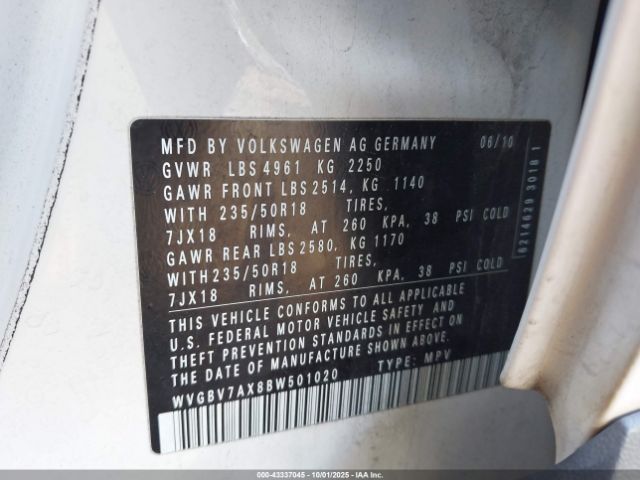 MFD BY VOLKSWAGEN AG GERMANY 06/10
GVWR LBS 4961 KG 2250
GAWR FRONT LBS 2514, KG 1140
WITH 235/50R18 TIRES,
7JX18 RIMS, AT 260 KPA, 38 PSI COLD
GAWR REAR LBS 2580, KG 1170
WITH 235/50R18 TIRES,
7JX18 RIMS, AT 260 KPA, 38 PSI COLD
THIS VEHICLE CONFORMS TO ALL APPLICABLE
U.S. FEDERAL MOTOR VEHICLE SAFETY AND
THEFT PREVENTION STANDARDS IN EFFECT ON
THE DATE OF MANUFACTURE SHOWN ABOVE.
WVGBV7AX8BW501020 TYPE: MPV
6214629 3018 1
000-43337045 - 10/01/2025 - IAA Inc.